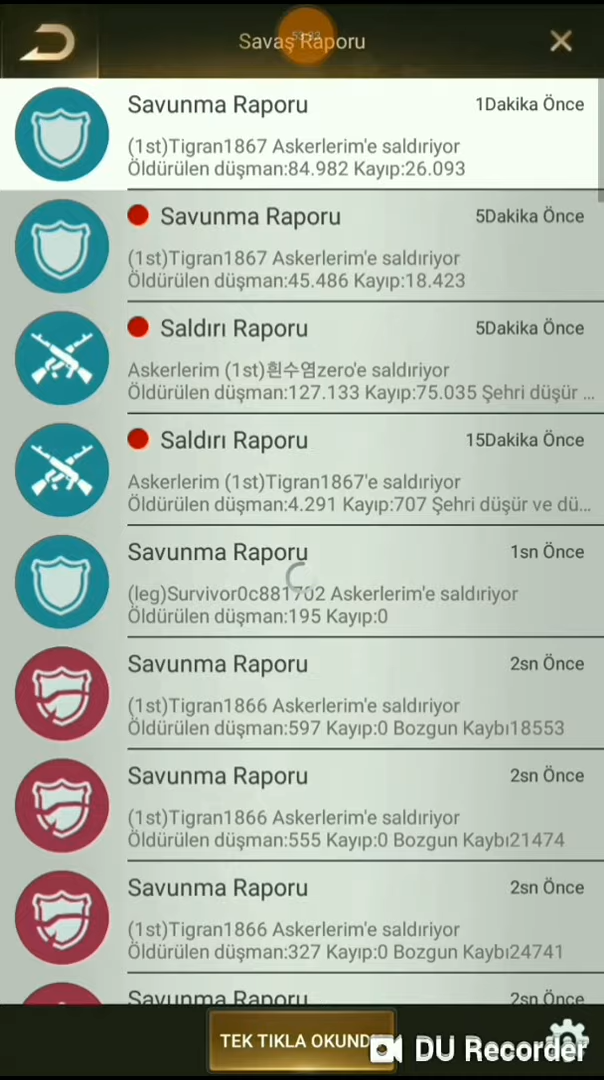 Savaş Raporu
Savunma Raporu 1Dakika Önce
(1st)Tigran1867 Askerlerim'e saldırıyor
Öldürülen düşman:84.982 Kayıp:26.093
Savunma Raporu 5Dakika Önce
(1st)Tigran1867 Askerlerim'e saldırıyor
Öldürülen düşman:45.486 Kayıp:18.423
Saldırı Raporu 5Dakika Önce
Askerlerim (1st)흰수염zero'e saldırıyor
Öldürülen düşman:127.133 Kayıp:75.035 Şehri düşür ...
Saldırı Raporu 15Dakika Önce
Askerlerim (1st)Tigran1867'e saldırıyor
Öldürülen düşman:4.291 Kayıp:707 Şehri düşür ve dü...
Savunma Raporu 1sn Önce
(leg)Survivor0c881702 Askerlerim'e saldırıyor
Öldürülen düşman:195 Kayıp:0
Savunma Raporu 2sn Önce
(1st)Tigran1866 Askerlerim'e saldırıyor
Öldürülen düşman:597 Kayıp:0 Bozgun Kaybı18553
Savunma Raporu 2sn Önce
(1st)Tigran1866 Askerlerim'e saldırıyor
Öldürülen düşman:555 Kayıp:0 Bozgun Kaybı21474
Savunma Raporu 2sn Önce
(1st)Tigran1866 Askerlerim'e saldırıyor
Öldürülen düşman:327 Kayıp:0 Bozgun Kaybı24741
Savunma Raporu 2sn Önce
TEK TIKLA OKUND
DU Recorder